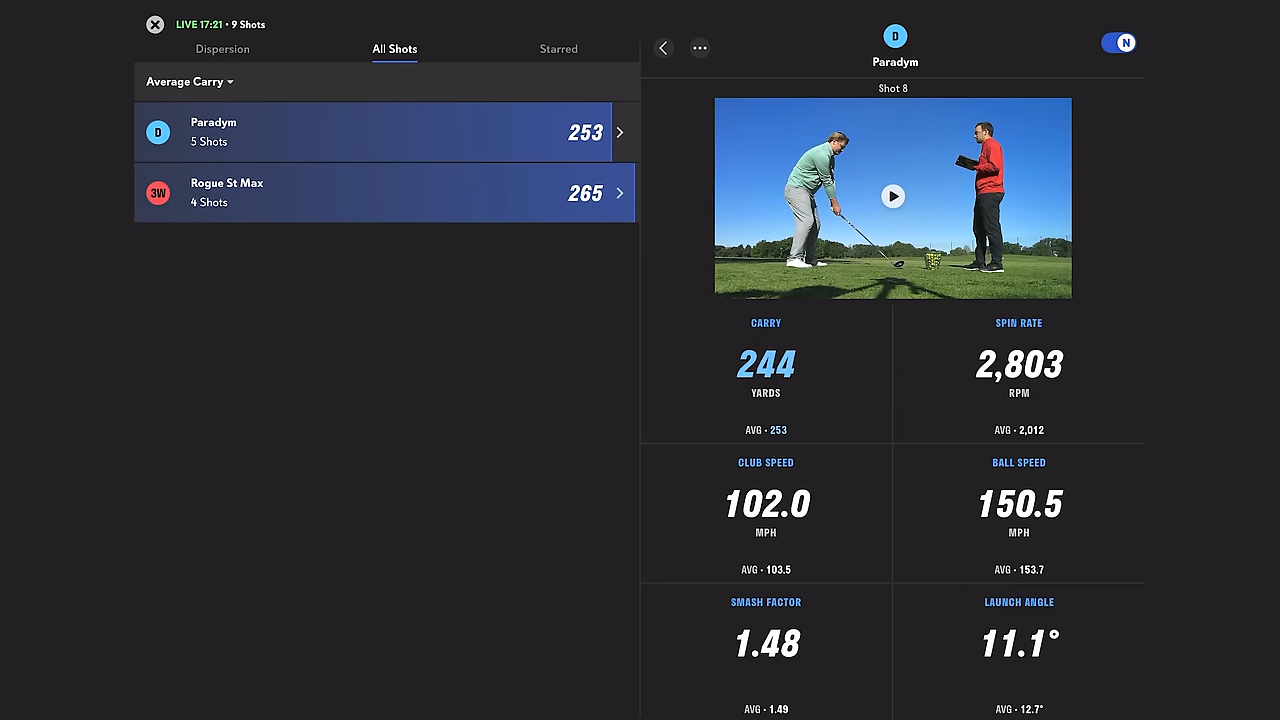 LIVE 17:21 • 9 Shots
Dispersion
All Shots
Starred
Average Carry
D
Paradym
5 Shots
253
3W
Rogue St Max
4 Shots
265
D
N
Paradym
Shot 8
CARRY
244
YARDS
AVG • 253
SPIN RATE
2,803
RPM
AVG • 2,012
CLUB SPEED
102.0
MPH
AVG • 103.5
BALL SPEED
150.5
MPH
AVG • 153.7
SMASH FACTOR
1.48
AVG • 1.49
LAUNCH ANGLE
11.1°
AVG • 12.7°